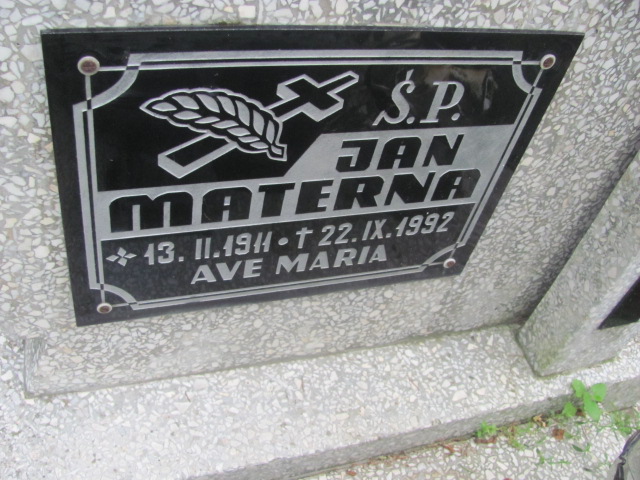 Ś.P.
JAN
MATERNA
13. II.1911 • † 22.IX.1992
AVE MARIA